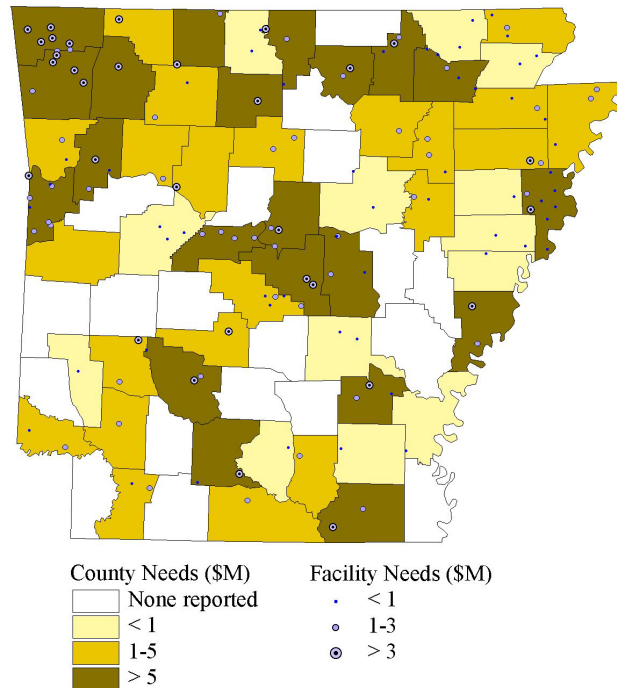 County Needs ($M)
None reported
< 1
1-5
> 5
Facility Needs ($M)
< 1
1-3
> 3